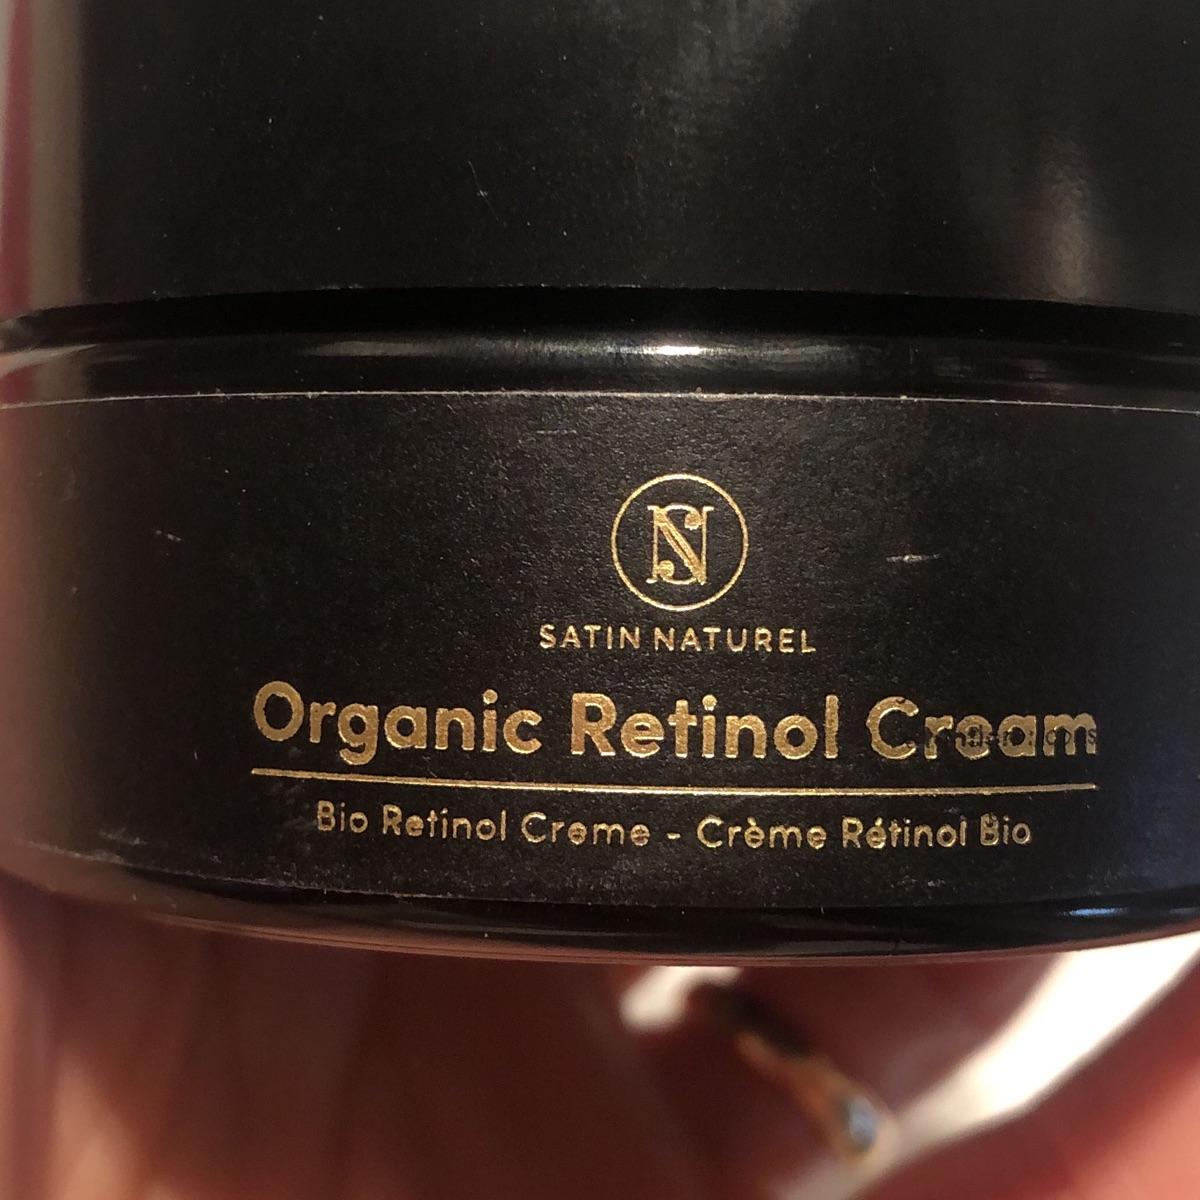 SN
SATIN NATUREL
Organic Retinol Cream
Bio Retinol Creme - Crème Rétinol Bio